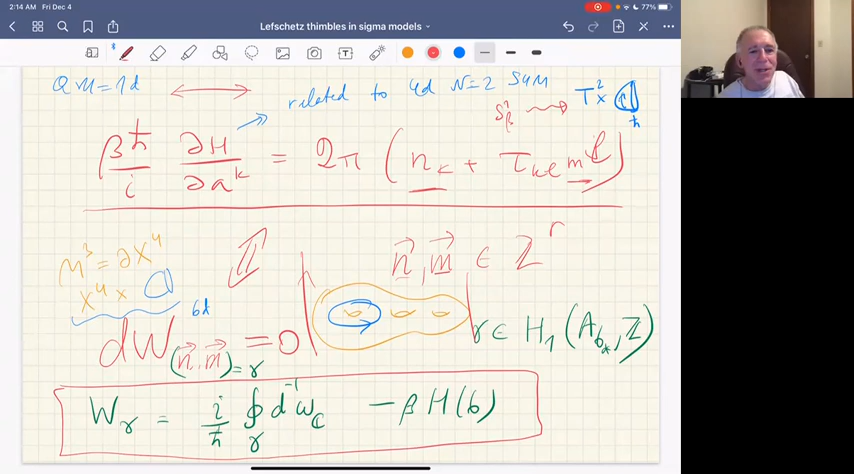 2:14 AM Fri Dec 4
77%
Lefschetz thimbles in sigma models
QM=1d ⟷ related to 4d N=2 SYM T² ×
S¹_β ⇝
ħ
βħ/i ∂H/∂a^k = 2π (n_k + τ_kℓ m^ℓ)
M³ = ∂X⁴
X⁴ ×
6d
n⃗, m⃗ ∈ ℤ^r
dW_(n⃗,m⃗)=γ = 0
γ ∈ H₁(A_b*, ℤ)
W_γ = i/ħ ∮_γ d⁻¹ω_ℂ − β H(b)